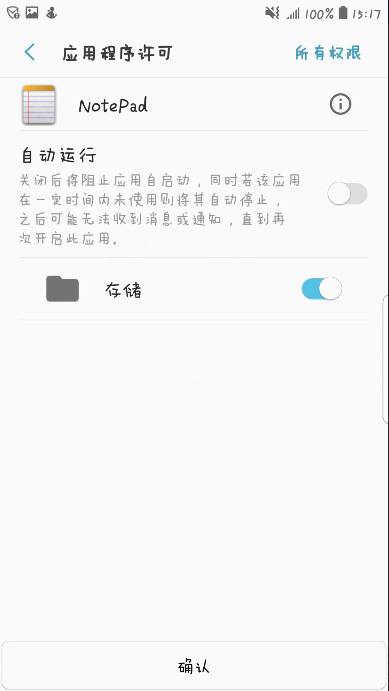 100% 15:17
应用程序许可 所有权限
NotePad
自动运行
关闭后将阻止应用自启动，同时若该应用
在一定时间内未使用则将其自动停止，
之后可能无法收到消息或通知，直到再
次开启此应用。
存储
确认